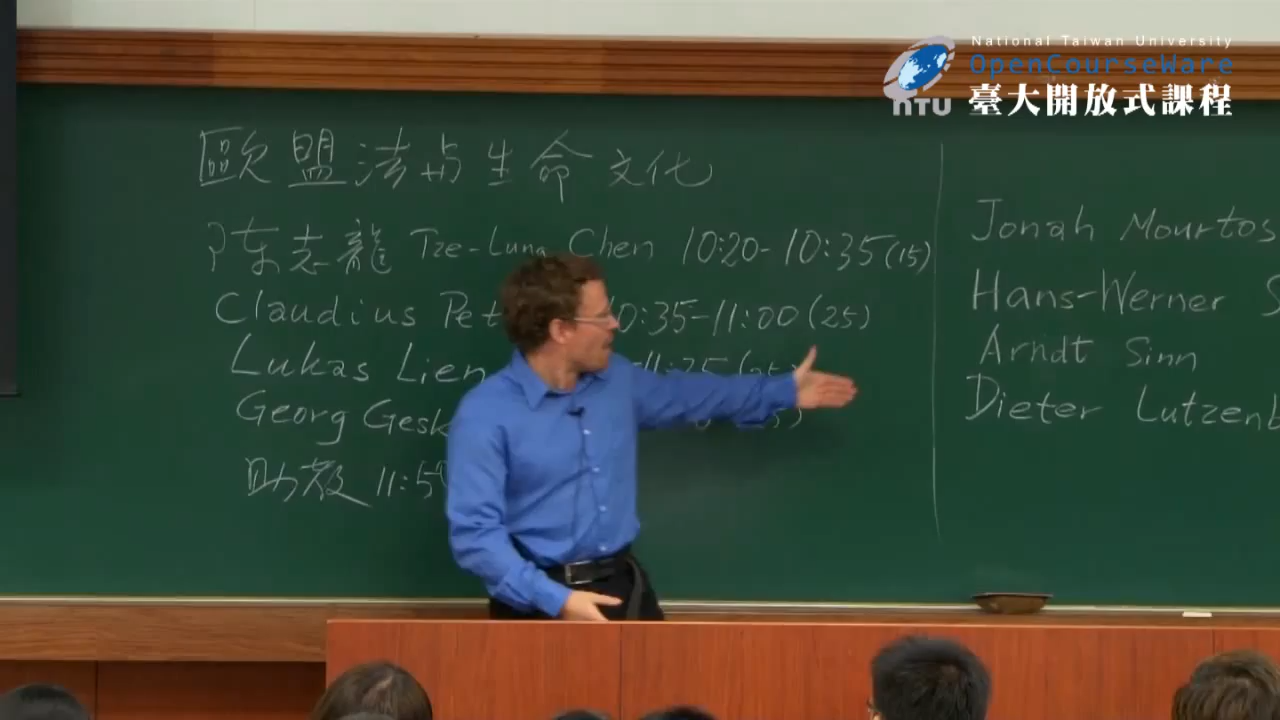 National Taiwan University
OpenCourseWare
臺大開放式課程
NTU
歐盟法与生命文化
陈志龍 Tze-Lung Chen 10:20-10:35(15)
Claudius Pet 10:35-11:00(25)
Lukas Lien
Georg Gesk
助教 11:50
Jonah Mourtos
Hans-Werner S
Arndt Sinn
Dieter Lutzenb